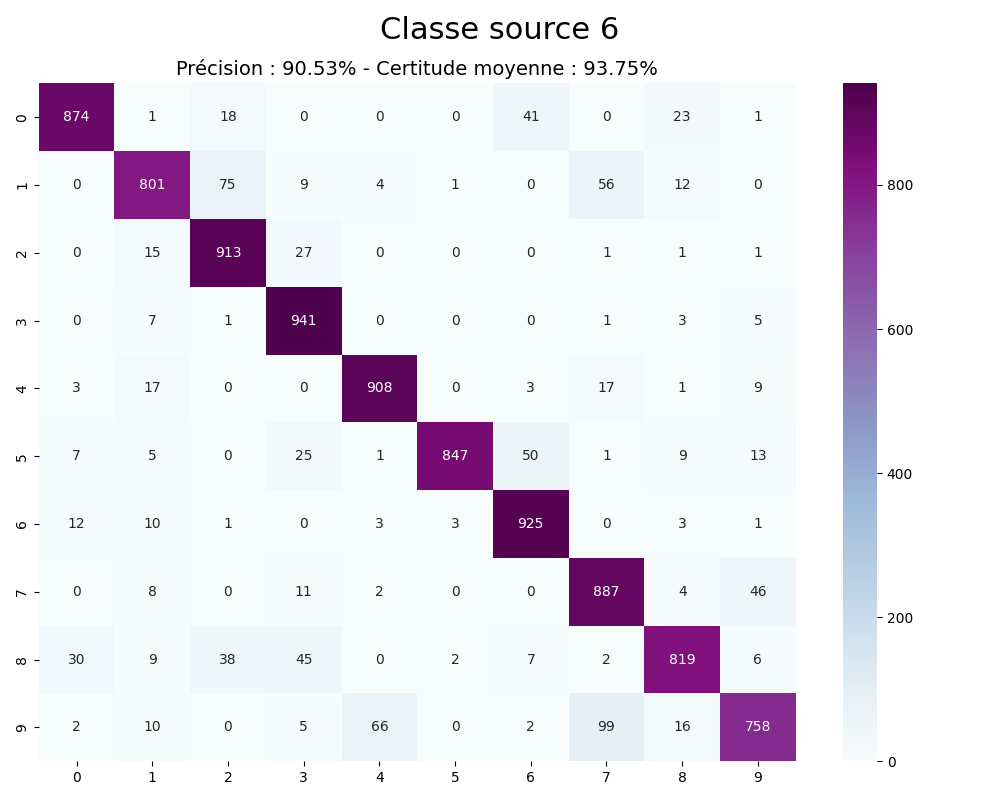 Classe source 6
Précision : 90.53% - Certitude moyenne : 93.75%
0 874 1 18 0 0 0 41 0 23 1
1 0 801 75 9 4 1 0 56 12 0
800
2 0 15 913 27 0 0 0 1 1 1
3 0 7 1 941 0 0 0 1 3 5
600
4 3 17 0 0 908 0 3 17 1 9
5 7 5 0 25 1 847 50 1 9 13
400
6 12 10 1 0 3 3 925 0 3 1
7 0 8 0 11 2 0 0 887 4 46
200
8 30 9 38 45 0 2 7 2 819 6
9 2 10 0 5 66 0 2 99 16 758
0
0 1 2 3 4 5 6 7 8 9